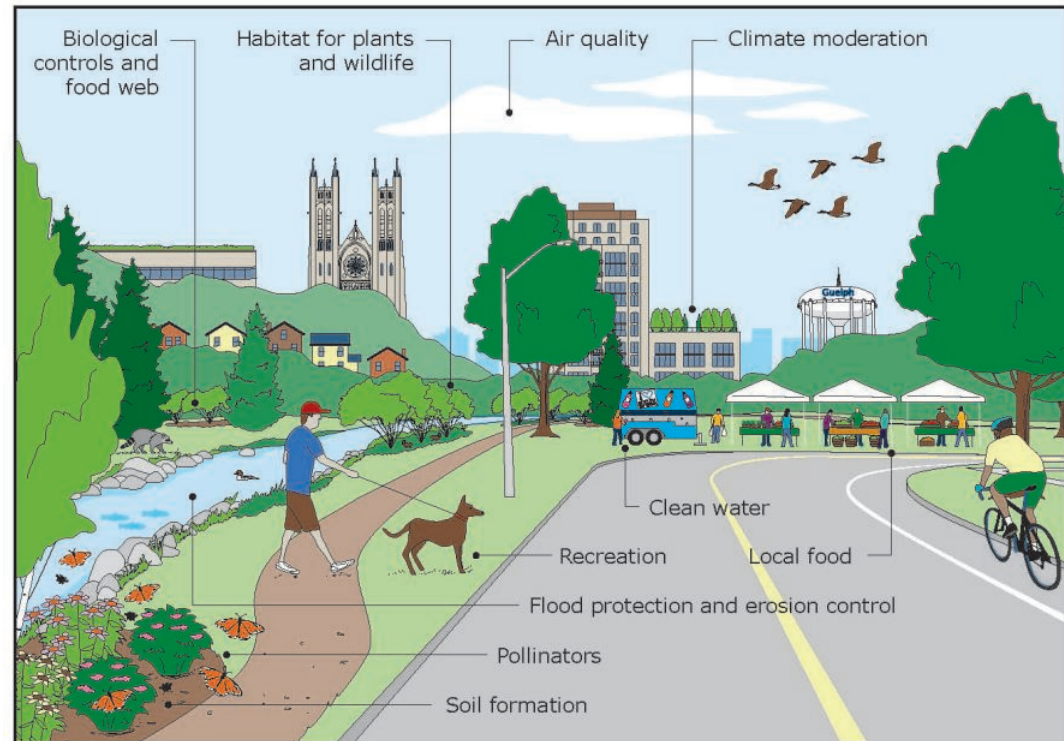 Biological
controls and
food web
Habitat for plants
and wildlife
Air quality
Climate moderation
Guelph
Clean water
Recreation
Local food
Flood protection and erosion control
Pollinators
Soil formation